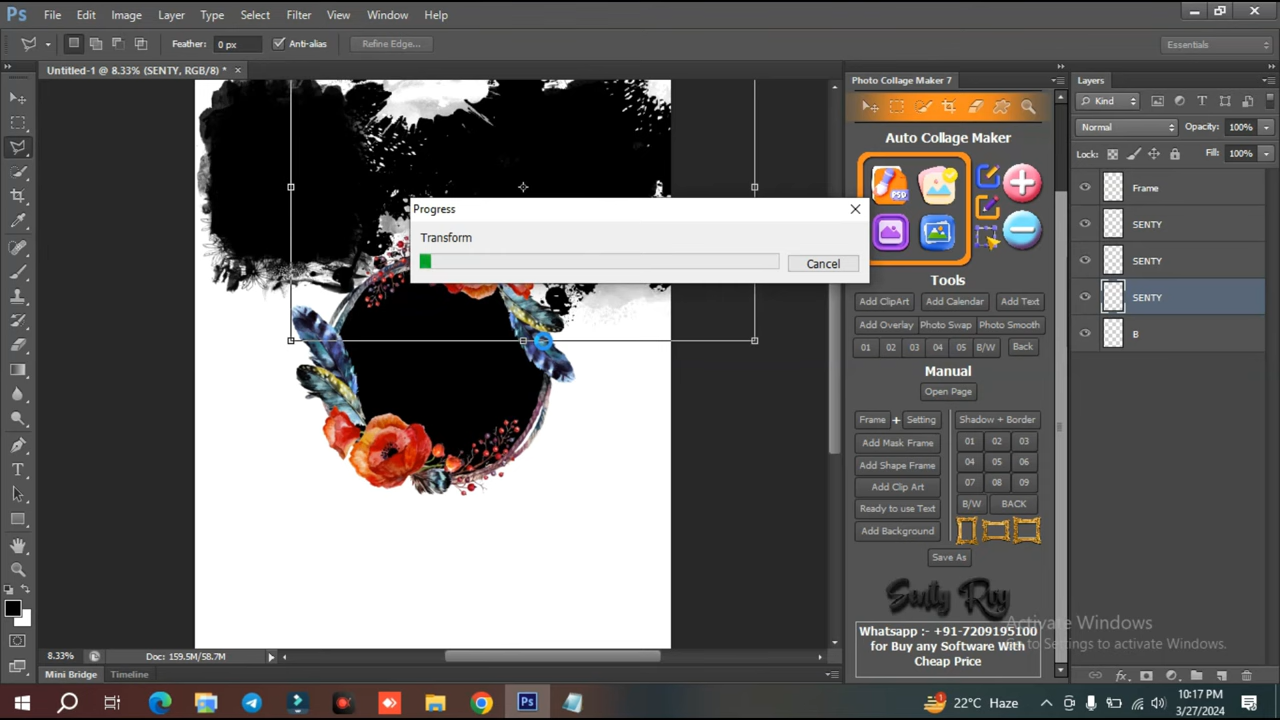 Ps File Edit Image Layer Type Select Filter View Window Help
Feather: 0 px Anti-alias Refine Edge... Essentials
Untitled-1 @ 8.33% (SENTY, RGB/8) * ×
Photo Collage Maker 7
Auto Collage Maker
PSD
Tools
Add ClipArt Add Calendar Add Text
Add Overlay Photo Swap Photo Smooth
01 02 03 04 05 B/W Back
Manual
Open Page
Frame + Setting Shadow + Border
Add Mask Frame 01 02 03
Add Shape Frame 04 05 06
Add Clip Art 07 08 09
Ready to use Text B/W BACK
Add Background
Save As
Senty Roy
Whatsapp :- +91-7209195100
for Buy any Software With
Cheap Price
Layers
Kind
Normal Opacity: 100%
Lock: Fill: 100%
Frame
SENTY
SENTY
SENTY
B
Progress
Transform
Cancel
Activate Windows
Go to Settings to activate Windows.
8.33% Doc: 159.5M/58.7M
Mini Bridge Timeline
22°C Haze
10:17 PM
3/27/2024